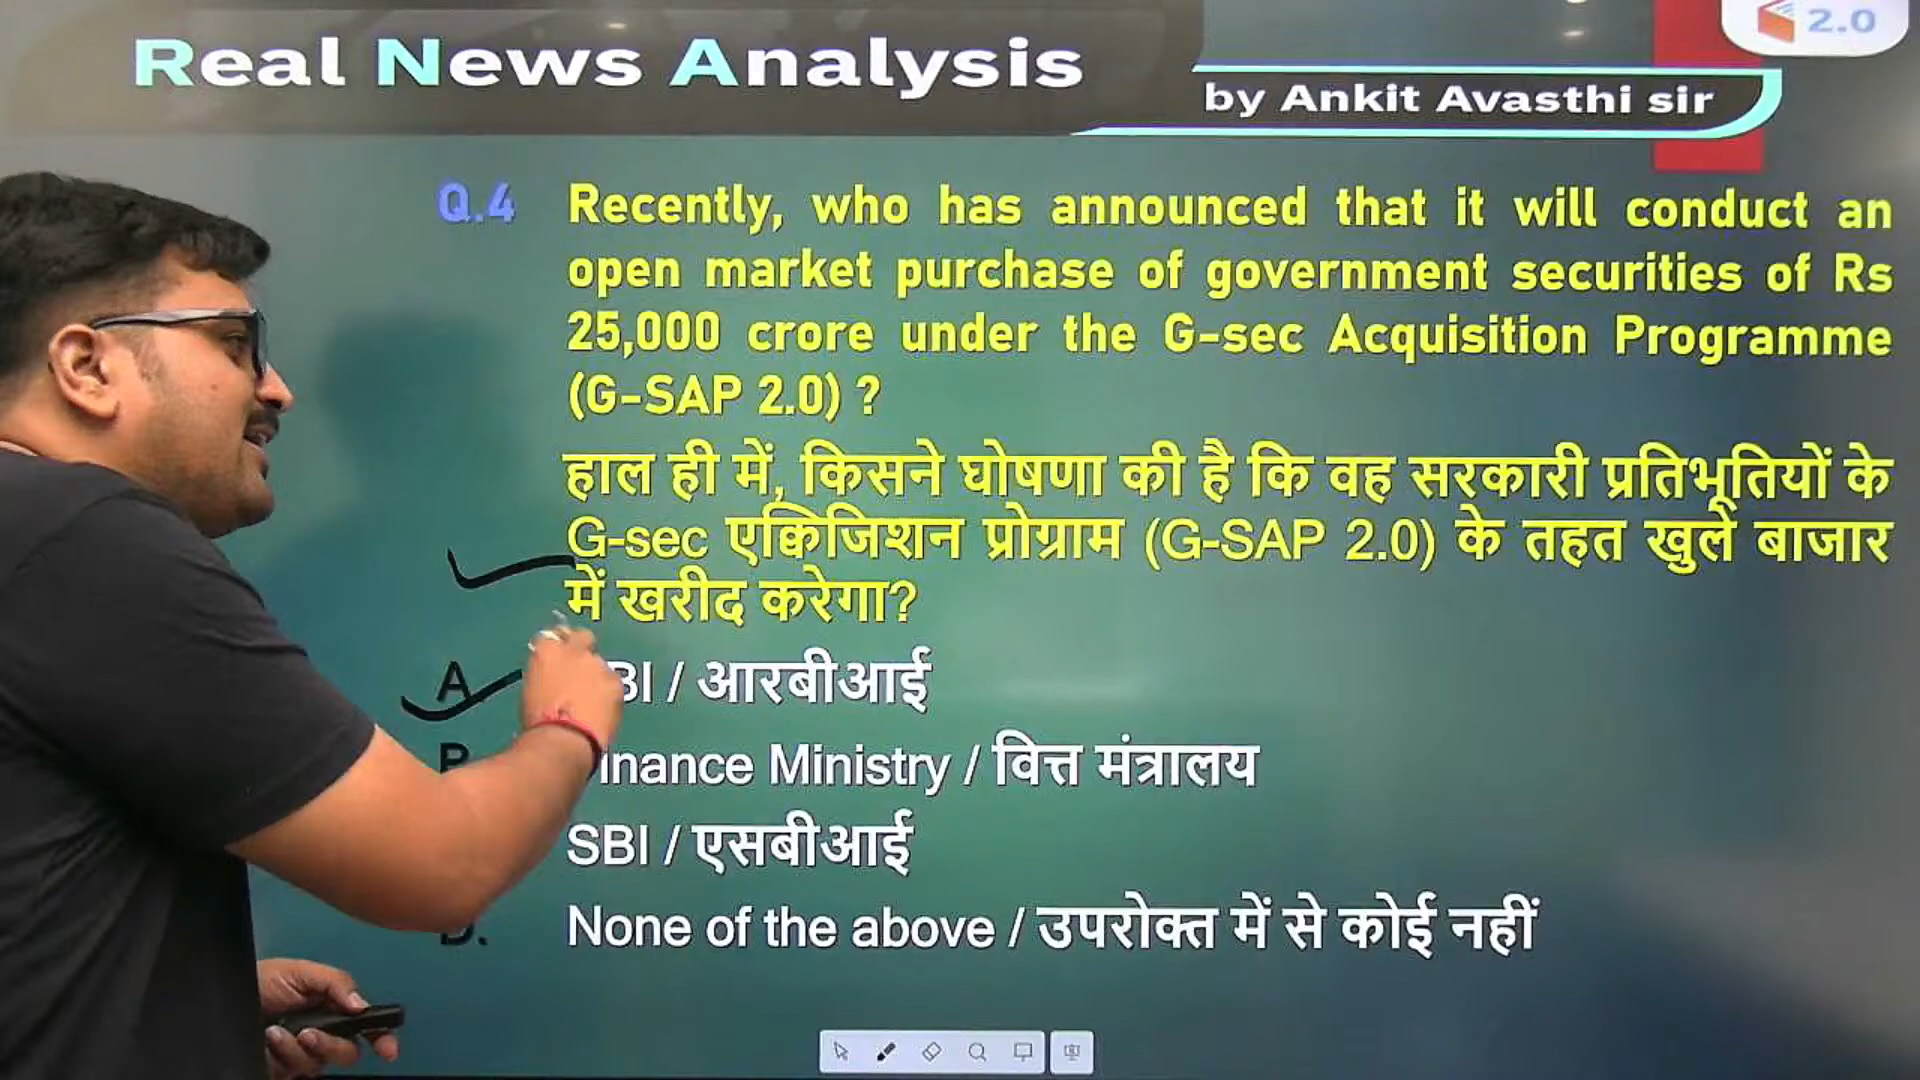 2.0
Real News Analysis
by Ankit Avasthi sir
Q.4 Recently, who has announced that it will conduct an
open market purchase of government securities of Rs
25,000 crore under the G-sec Acquisition Programme
(G-SAP 2.0) ?
हाल ही में, किसने घोषणा की है कि वह सरकारी प्रतिभूतियों के
G-sec एक्विजिशन प्रोग्राम (G-SAP 2.0) के तहत खुले बाजार
में खरीद करेगा?
A. BI / आरबीआई
B. inance Ministry / वित्त मंत्रालय
SBI / एसबीआई
D. None of the above / उपरोक्त में से कोई नहीं